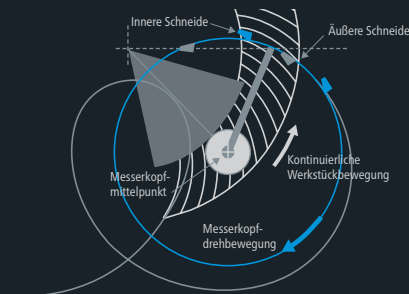 Innere Schneide
Äußere Schneide
Kontinuierliche
Werkstückbewegung
Messerkopf-
mittelpunkt
Messerkopf-
drehbewegung